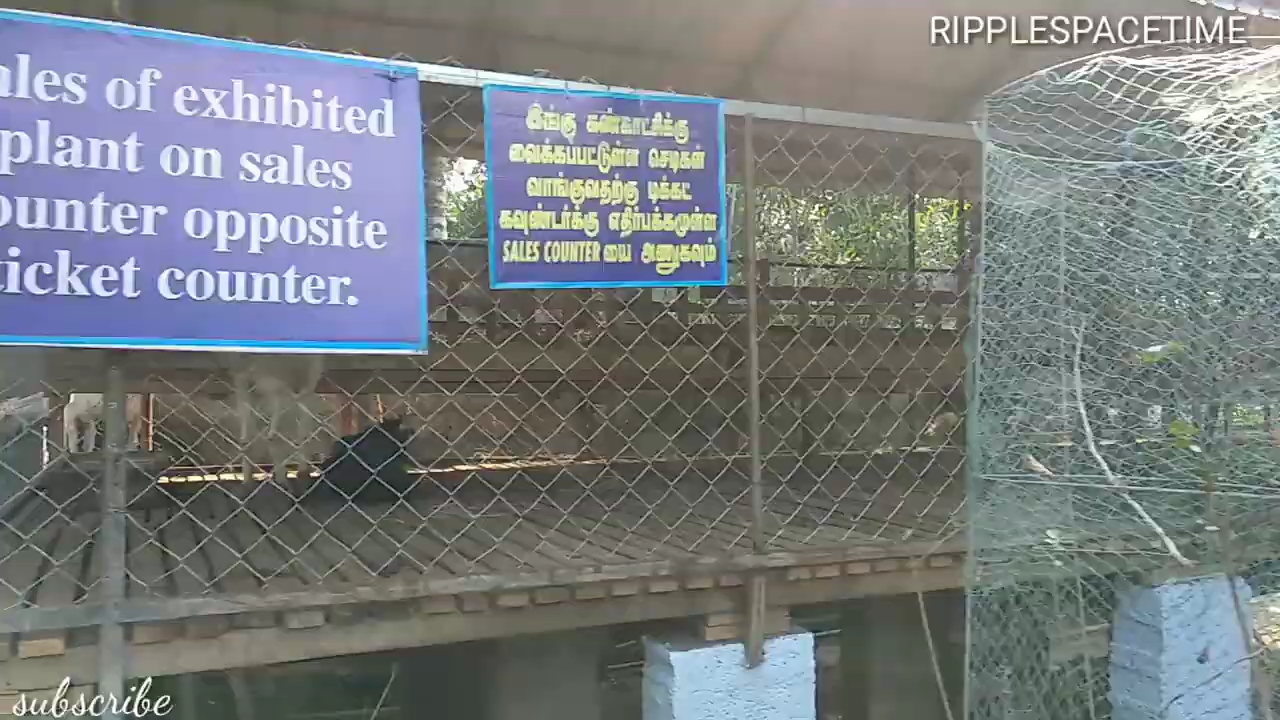 RIPPLESPACETIME
ales of exhibited
plant on sales
ounter opposite
ticket counter.
இங்கு கண்காட்சிக்கு
வைக்கப்பட்டுள்ள செடிகள்
வாங்குவதற்கு டிக்கட்
கவுண்டர்க்கு எதிர்பக்கமுள்ள
SALES COUNTER யை அணுகவும்
subscribe